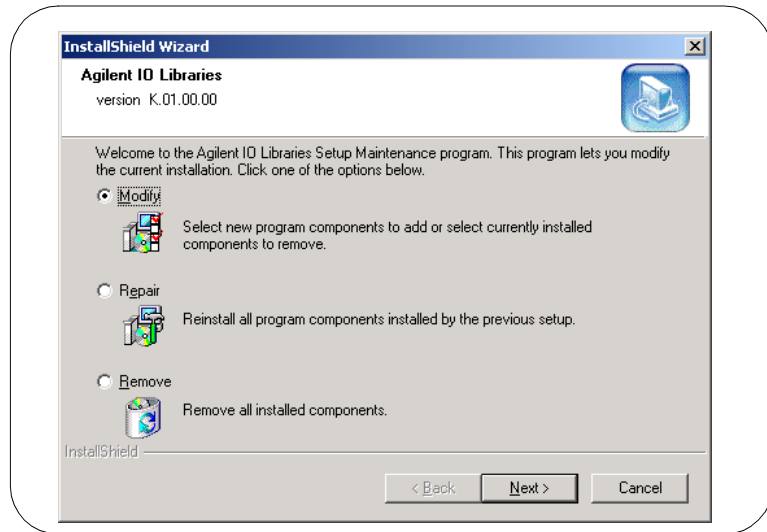 InstallShield Wizard
Agilent IO Libraries
version K.01.00.00
Welcome to the Agilent IO Libraries Setup Maintenance program. This program lets you modify
the current installation. Click one of the options below.
Modify
Select new program components to add or select currently installed
components to remove.
Repair
Reinstall all program components installed by the previous setup.
Remove
Remove all installed components.
InstallShield
< Back
Next >
Cancel